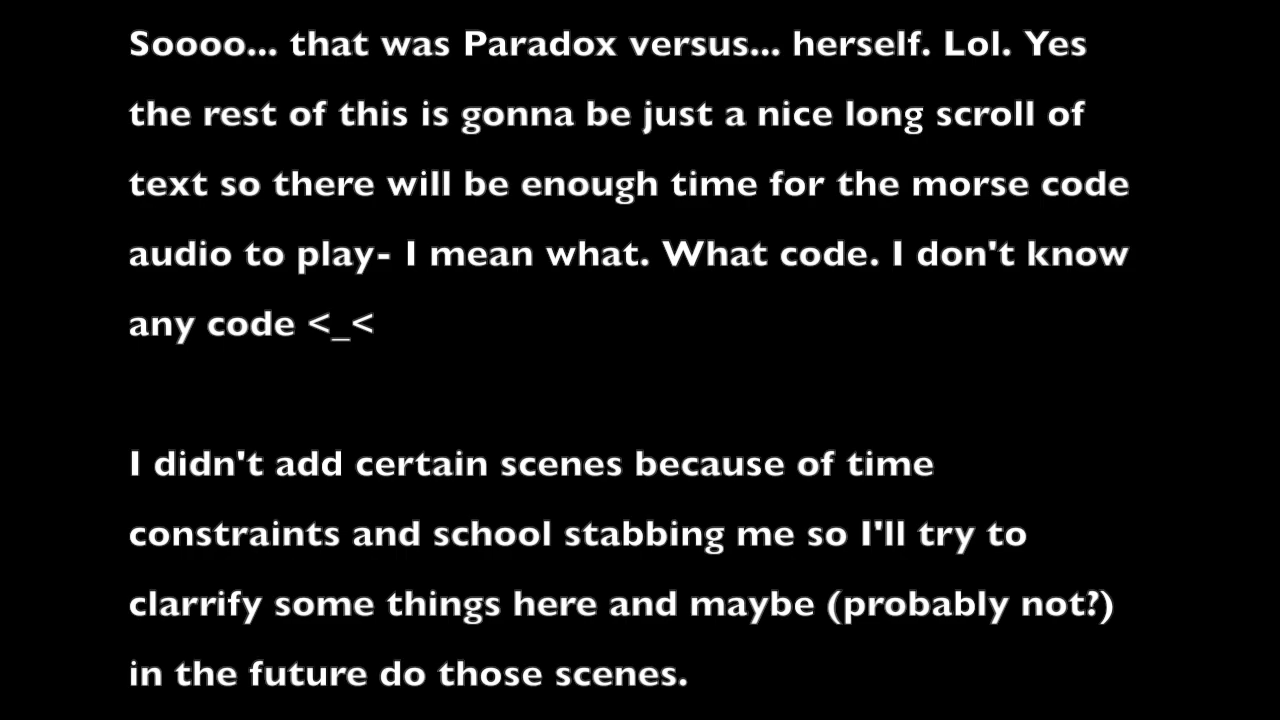 Soooo... that was Paradox versus... herself. Lol. Yes
the rest of this is gonna be just a nice long scroll of
text so there will be enough time for the morse code
audio to play- I mean what. What code. I don't know
any code <_<
I didn't add certain scenes because of time
constraints and school stabbing me so I'll try to
clarrify some things here and maybe (probably not?)
in the future do those scenes.